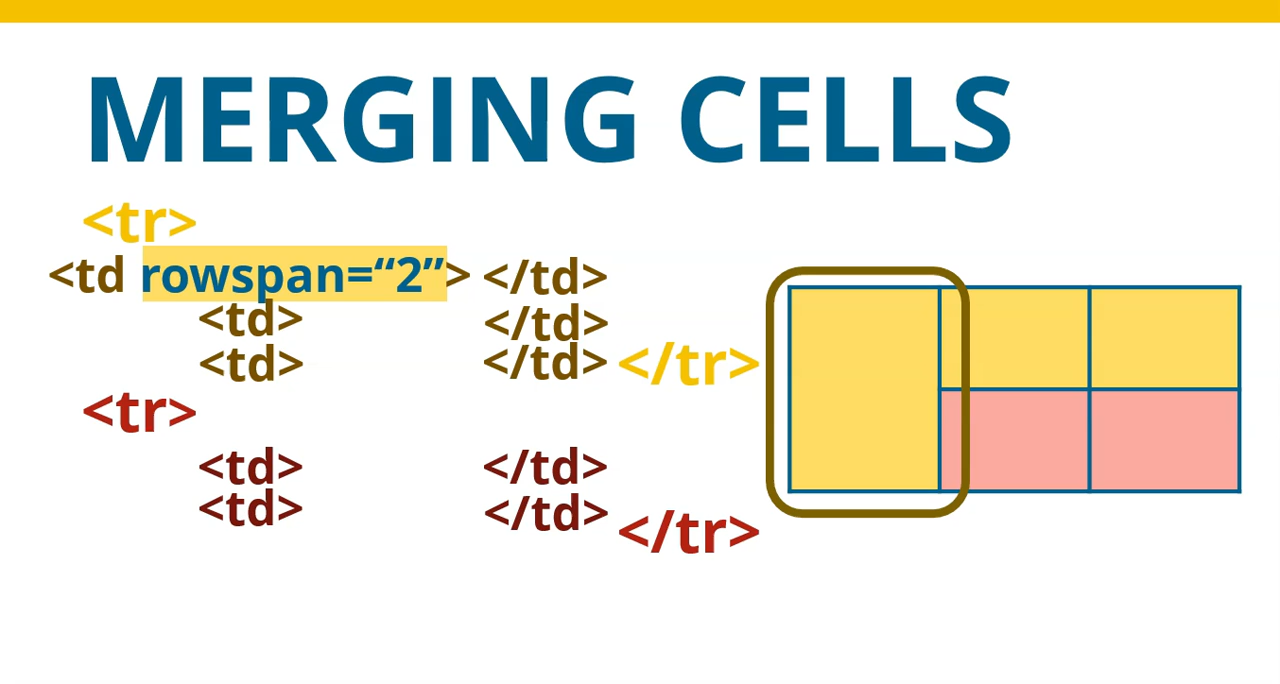 MERGING CELLS
<tr>
<td rowspan=“2”> </td>
<td> </td>
<td> </td> </tr>
<tr>
<td> </td>
<td> </td> </tr>